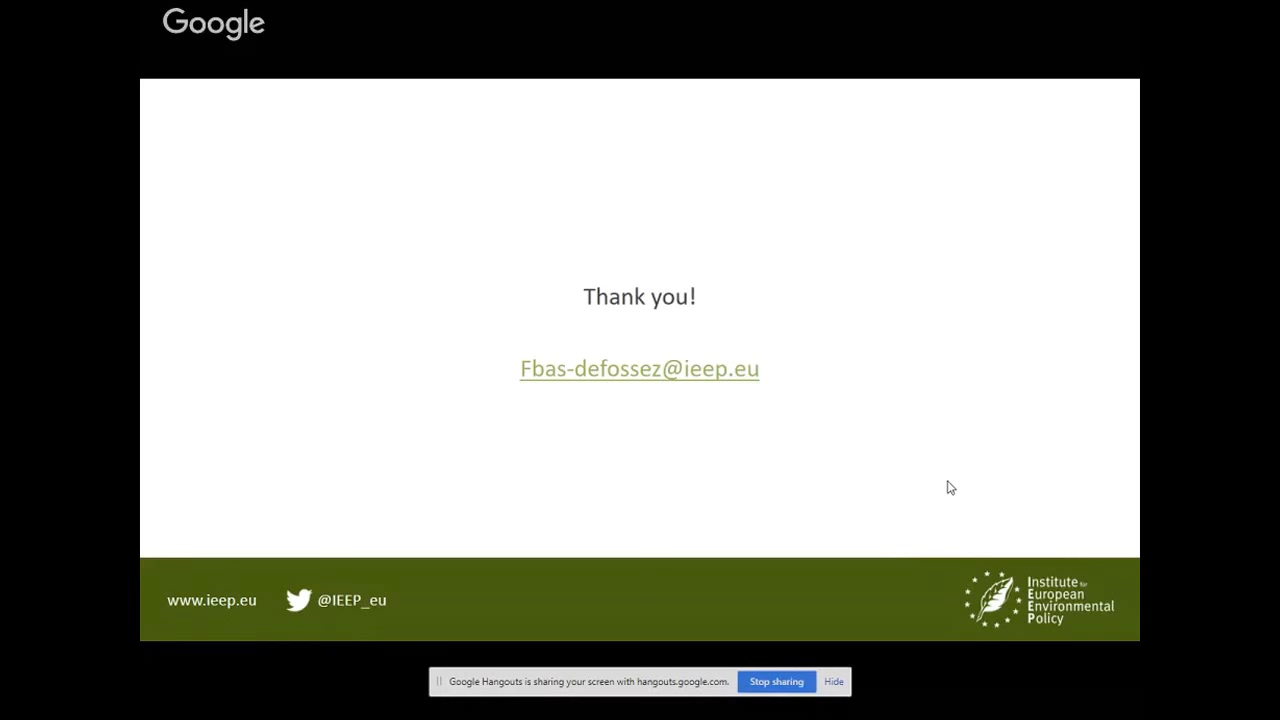 Google
Thank you!
Fbas-defossez@ieep.eu
www.ieep.eu
@IEEP_eu
Institute for
European
Environmental
Policy
Google Hangouts is sharing your screen with hangouts.google.com.
Stop sharing
Hide